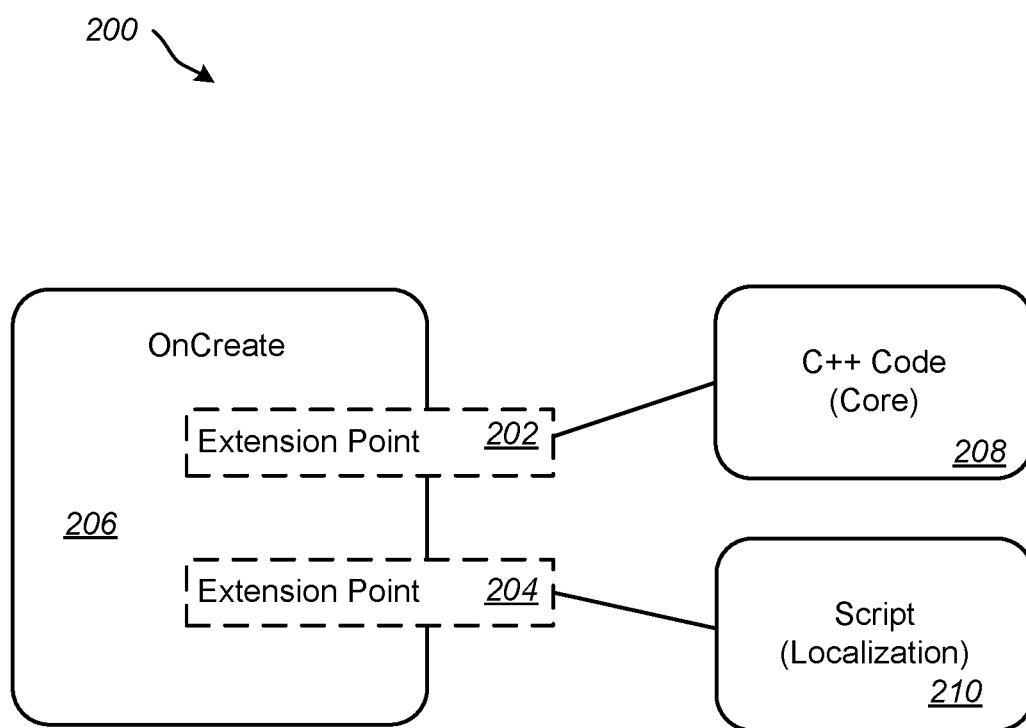 200
OnCreate
Extension Point 202
206
Extension Point 204
C++ Code
(Core)
208
Script
(Localization)
210